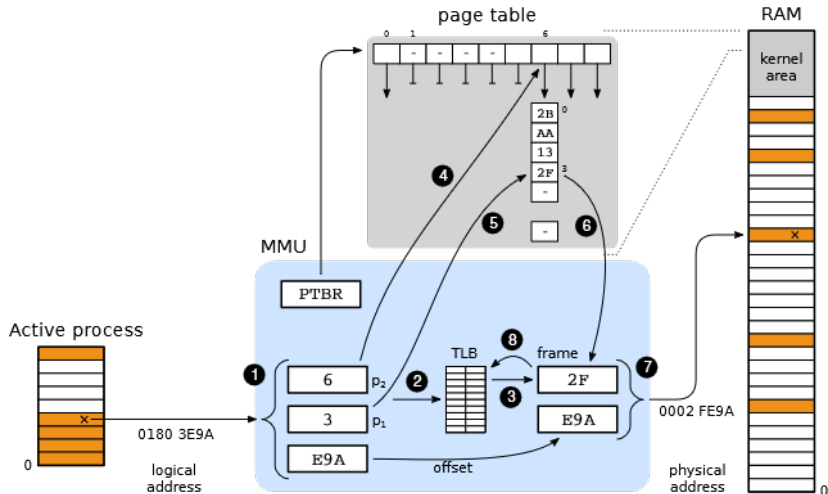 page table
RAM
0 1 6
- - - -
kernel
area
2B 0
AA
13
2F 3
-
-
4
5
6
MMU
PTBR
Active process
TLB
8
frame
1
6 p2
2
3
2F
7
3 p1
E9A
0180 3E9A
0002 FE9A
E9A
offset
0
logical
address
physical
address
0